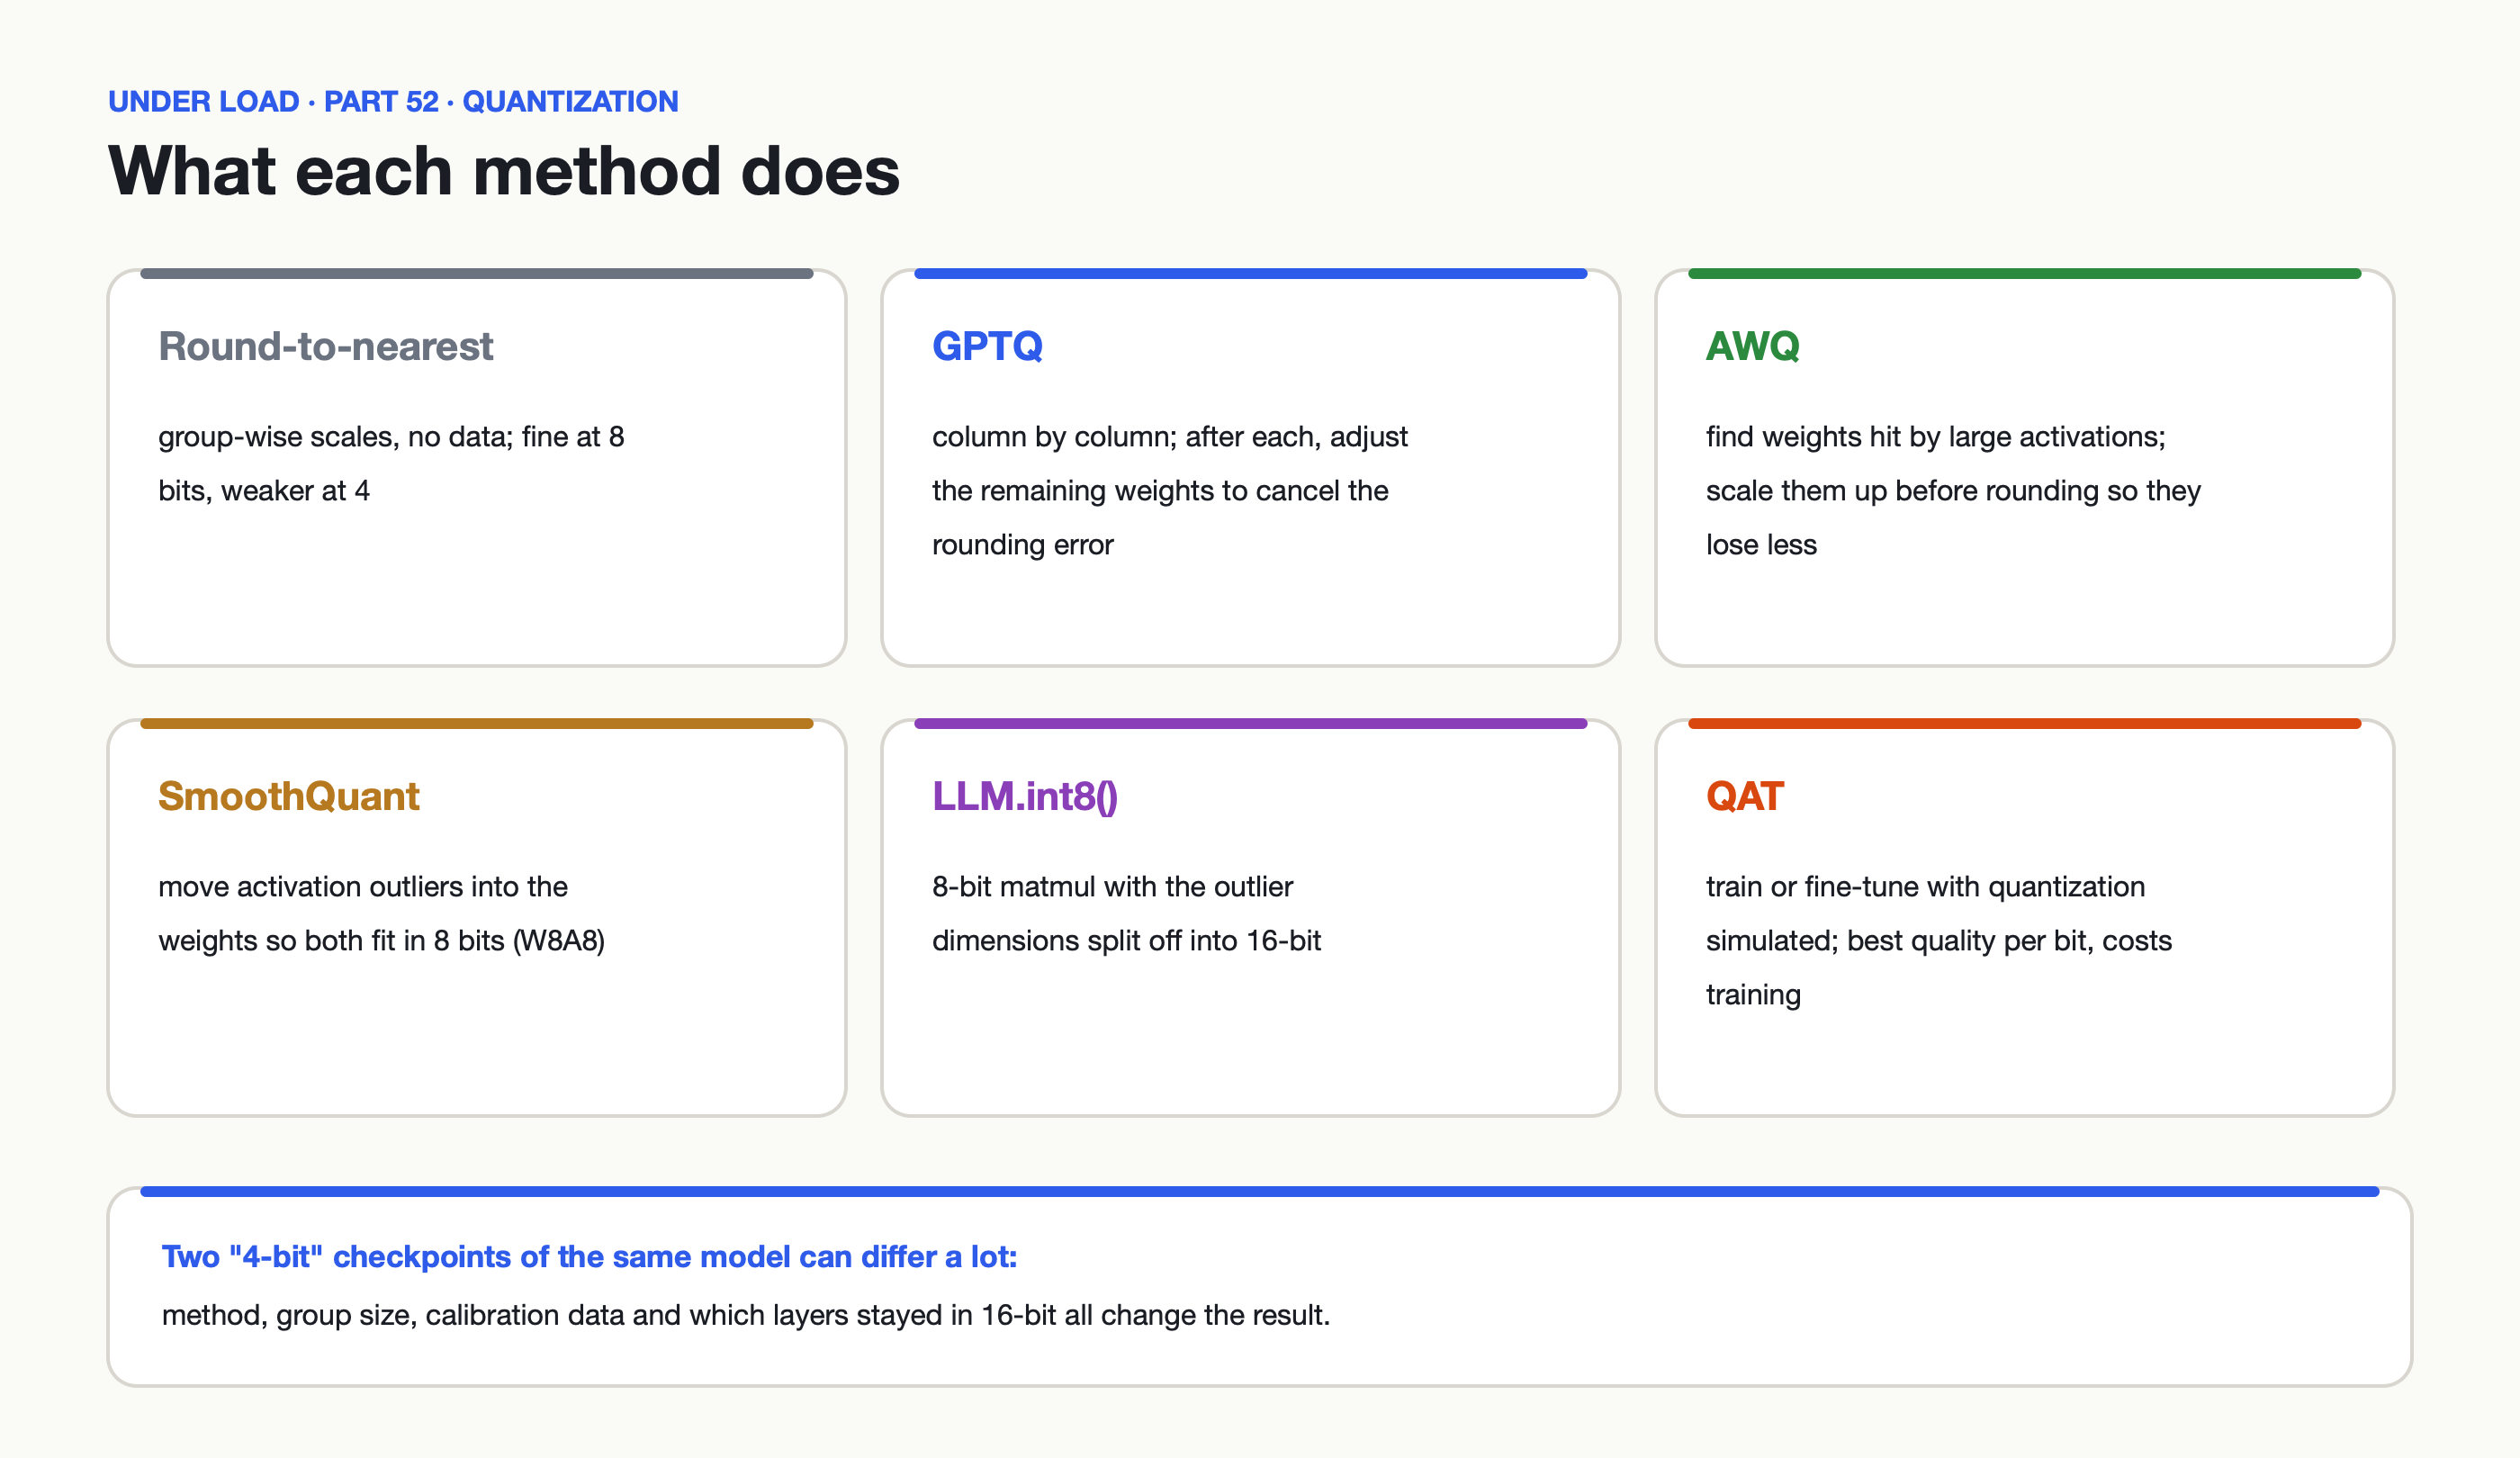 UNDER LOAD · PART 52 · QUANTIZATION
What each method does
Round-to-nearest
group-wise scales, no data; fine at 8
bits, weaker at 4
GPTQ
column by column; after each, adjust
the remaining weights to cancel the
rounding error
AWQ
find weights hit by large activations;
scale them up before rounding so they
lose less
SmoothQuant
move activation outliers into the
weights so both fit in 8 bits (W8A8)
LLM.int8()
8-bit matmul with the outlier
dimensions split off into 16-bit
QAT
train or fine-tune with quantization
simulated; best quality per bit, costs
training
Two "4-bit" checkpoints of the same model can differ a lot:
method, group size, calibration data and which layers stayed in 16-bit all change the result.